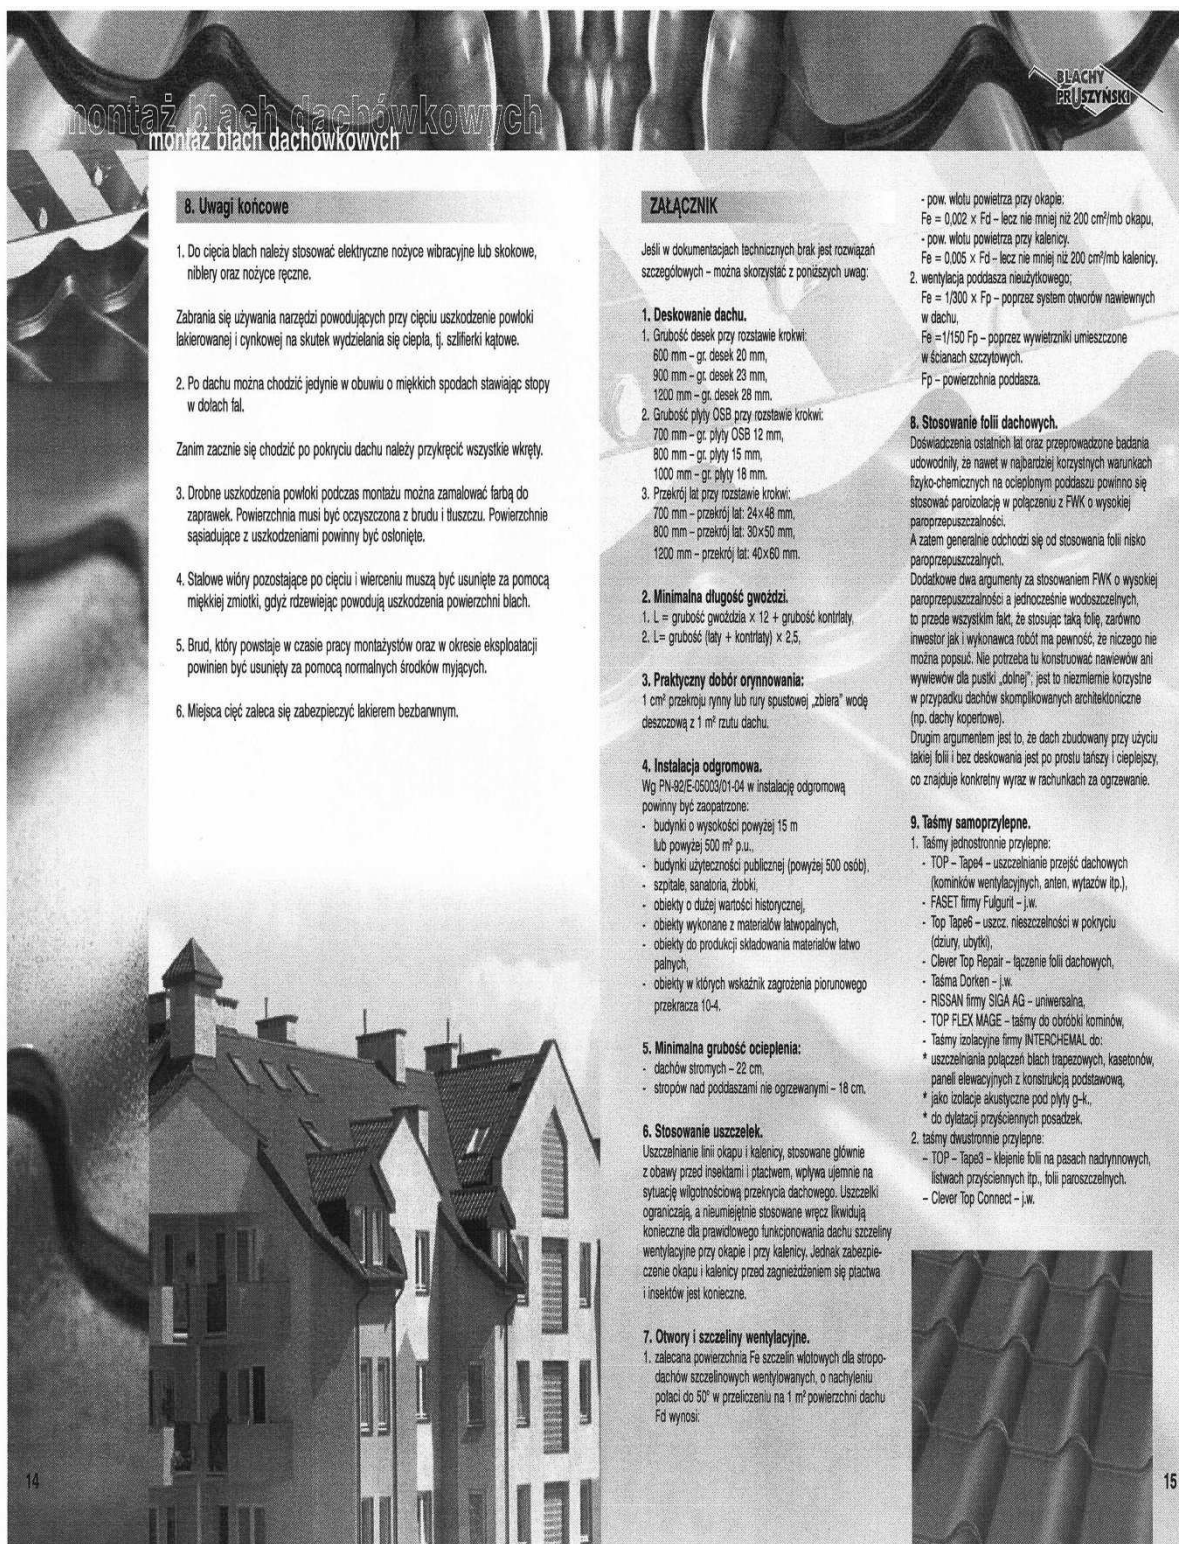 montaż blach dachówkowych
montaż blach dachówkowych
BLACHY
PRUSZYŃSKI
8. Uwagi końcowe
1. Do cięcia blach należy stosować elektryczne nożyce wibracyjne lub skokowe,
niblery oraz nożyce ręczne.
Zabrania się używania narzędzi powodujących przy cięciu uszkodzenie powłoki
lakierowanej i cynkowej na skutek wydzielania się ciepła, tj. szlifierki kątowe.
2. Po dachu można chodzić jedynie w obuwiu o miękkich spodach stawiając stopy
w dołach fal.
Zanim zacznie się chodzić po pokryciu dachu należy przykręcić wszystkie wkręty.
3. Drobne uszkodzenia powłoki podczas montażu można zamalować farbą do
zaprawek. Powierzchnia musi być oczyszczona z brudu i tłuszczu. Powierzchnie
sąsiadujące z uszkodzeniami powinny być osłonięte.
4. Stalowe wióry pozostające po cięciu i wierceniu muszą być usunięte za pomocą
miękkiej zmiotki, gdyż rdzewiejąc powodują uszkodzenia powierzchni blach.
5. Brud, który powstaje w czasie pracy montażystów oraz w okresie eksploatacji
powinien być usunięty za pomocą normalnych środków myjących.
6. Miejsca cięć zaleca się zabezpieczyć lakierem bezbarwnym.
14
ZAŁĄCZNIK
Jeśli w dokumentacjach technicznych brak jest rozwiązań
szczegółowych – można skorzystać z poniższych uwag:
1. Deskowanie dachu.
1. Grubość desek przy rozstawie krokwi:
600 mm – gr. desek 20 mm,
900 mm – gr. desek 23 mm,
1200 mm – gr. desek 28 mm.
2. Grubość płyty OSB przy rozstawie krokwi:
700 mm – gr. płyty OSB 12 mm,
800 mm – gr. płyty 15 mm,
1000 mm – gr. płyty 18 mm.
3. Przekrój łat przy rozstawie krokwi:
700 mm – przekrój łat: 24×48 mm,
800 mm – przekrój łat: 30×50 mm,
1200 mm – przekrój łat: 40×60 mm.
2. Minimalna długość gwoździ.
1. L = grubość gwoździa × 12 + grubość kontrłaty,
2. L= grubość (łaty + kontrłaty) × 2,5,
3. Praktyczny dobór orynnowania:
1 cm² przekroju rynny lub rury spustowej „zbiera” wodę
deszczową z 1 m² rzutu dachu.
4. Instalacja odgromowa.
Wg PN-92/E-05003/01-04 w instalację odgromową
powinny być zaopatrzone:
- budynki o wysokości powyżej 15 m
lub powyżej 500 m² p.u.,
- budynki użyteczności publicznej (powyżej 500 osób),
- szpitale, sanatoria, żłobki,
- obiekty o dużej wartości historycznej,
- obiekty wykonane z materiałów łatwopalnych,
- obiekty do produkcji składowania materiałów łatwo
palnych,
- obiekty w których wskaźnik zagrożenia piorunowego
przekracza 10-4.
5. Minimalna grubość ocieplenia:
- dachów stromych – 22 cm,
- stropów nad poddaszami nie ogrzewanymi – 18 cm.
6. Stosowanie uszczelek.
Uszczelnianie linii okapu i kalenicy, stosowane głównie
z obawy przed insektami i ptactwem, wpływa ujemnie na
sytuację wilgotnościową przekrycia dachowego. Uszczelki
ograniczają, a nieumiejętnie stosowane wręcz likwidują
konieczne dla prawidłowego funkcjonowania dachu szczeliny
wentylacyjne przy okapie i przy kalenicy. Jednak zabezpie-
czenie okapu i kalenicy przed zagnieżdżeniem się ptactwa
i insektów jest konieczne.
7. Otwory i szczeliny wentylacyjne.
1. zalecana powierzchnia Fe szczelin wlotowych dla stropo-
dachów szczelinowych wentylowanych, o nachyleniu
połaci do 50° w przeliczeniu na 1 m² powierzchni dachu
Fd wynosi:
- pow. wlotu powietrza przy okapie:
Fe = 0,002 × Fd – lecz nie mniej niż 200 cm²/mb okapu,
- pow. wlotu powietrza przy kalenicy.
Fe = 0,005 × Fd – lecz nie mniej niż 200 cm²/mb kalenicy.
2. wentylacja poddasza nieużytkowego;
Fe = 1/300 × Fp – poprzez system otworów nawiewnych
w dachu,
Fe =1/150 Fp – poprzez wywietrzniki umieszczone
w ścianach szczytowych.
Fp – powierzchnia poddasza.
8. Stosowanie folii dachowych.
Doświadczenia ostatnich lat oraz przeprowadzone badania
udowodniły, że nawet w najbardziej korzystnych warunkach
fizyko-chemicznych na ocieplonym poddaszu powinno się
stosować paroizolację w połączeniu z FWK o wysokiej
paroprzepuszczalności.
A zatem generalnie odchodzi się od stosowania folii nisko
paroprzepuszczalnych.
Dodatkowe dwa argumenty za stosowaniem FWK o wysokiej
paroprzepuszczalności a jednocześnie wodoszczelnych,
to przede wszystkim fakt, że stosując taką folię, zarówno
inwestor jak i wykonawca robót ma pewność, że niczego nie
można popsuć. Nie potrzeba tu konstruować nawiewów ani
wywiewów dla pustki „dolnej”: jest to niezmiernie korzystne
w przypadku dachów skomplikowanych architektoniczne
(np. dachy kopertowe).
Drugim argumentem jest to, że dach zbudowany przy użyciu
takiej folii i bez deskowania jest po prostu tańszy i cieplejszy,
co znajduje konkretny wyraz w rachunkach za ogrzewanie.
9. Taśmy samoprzylepne.
1. Taśmy jednostronnie przylepne:
- TOP – Tape4 – uszczelnianie przejść dachowych
(kominków wentylacyjnych, anten, wyłazów itp.),
- FASET firmy Fulgurit – j.w.
- Top Tape6 – uszcz. nieszczelności w pokryciu
(dziury, ubytki),
- Clever Top Repair – łączenie folii dachowych,
- Taśma Dorken – j.w.
- RISSAN firmy SIGA AG – uniwersalna,
- TOP FLEX MAGE – taśmy do obróbki kominów,
- Taśmy izolacyjne firmy INTERCHEMAL do:
* uszczelniania połączeń blach trapezowych, kasetonów,
paneli elewacyjnych z konstrukcją podstawową,
* jako izolacje akustyczne pod płyty g–k.,
* do dylatacji przyściennych posadzek.
2. taśmy dwustronnie przylepne:
– TOP – Tape3 – klejenie folii na pasach nadrynnowych,
listwach przyściennych itp., folii paroszczelnych.
– Clever Top Connect – j.w.
15